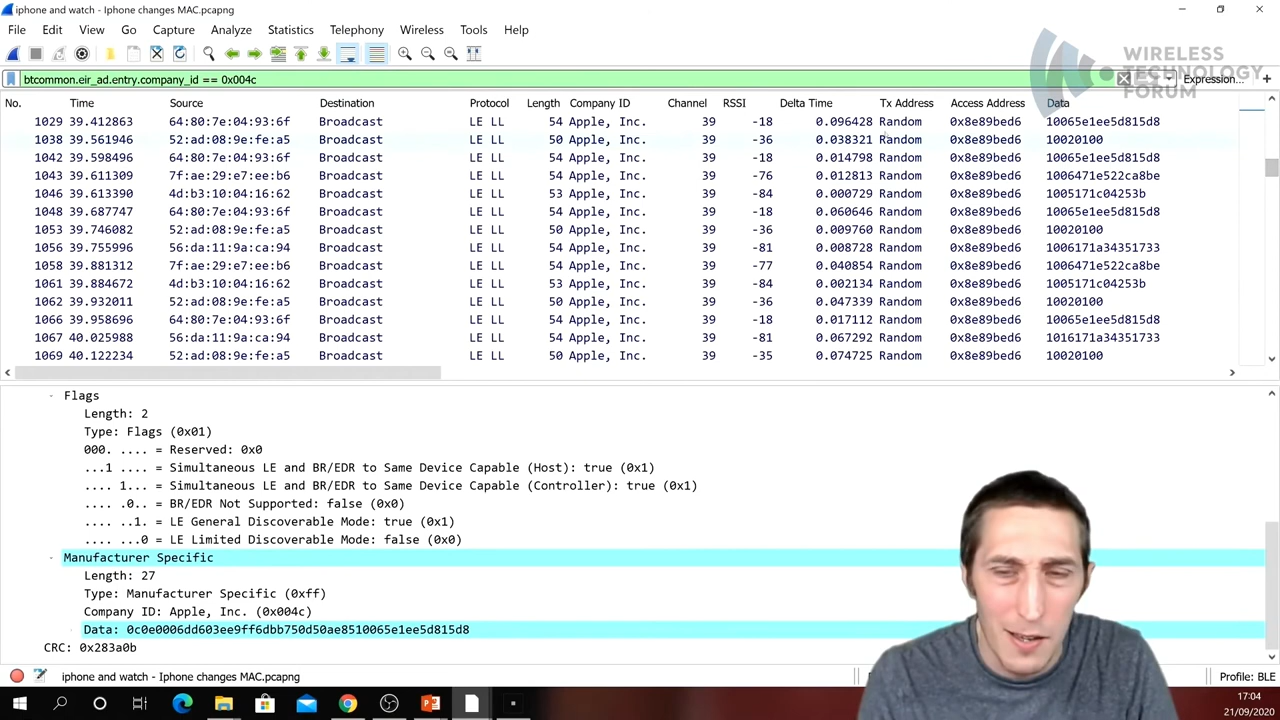 iphone and watch - Iphone changes MAC.pcapng
File Edit View Go Capture Analyze Statistics Telephony Wireless Tools Help
WIRELESS
TECHNOLOGY
FORUM
btcommon.eir_ad.entry.company_id == 0x004c
Expression...
No. Time Source Destination Protocol Length Company ID Channel RSSI Delta Time Tx Address Access Address Data
1029 39.412863 64:80:7e:04:93:6f Broadcast LE LL 54 Apple, Inc. 39 -18 0.096428 Random 0x8e89bed6 10065e1ee5d815d8
1038 39.561946 52:ad:08:9e:fe:a5 Broadcast LE LL 50 Apple, Inc. 39 -36 0.038321 Random 0x8e89bed6 10020100
1042 39.598496 64:80:7e:04:93:6f Broadcast LE LL 54 Apple, Inc. 39 -18 0.014798 Random 0x8e89bed6 10065e1ee5d815d8
1043 39.611309 7f:ae:29:e7:ee:b6 Broadcast LE LL 54 Apple, Inc. 39 -76 0.012813 Random 0x8e89bed6 1006471e522ca8be
1046 39.613390 4d:b3:10:04:16:62 Broadcast LE LL 53 Apple, Inc. 39 -84 0.000729 Random 0x8e89bed6 1005171c04253b
1048 39.687747 64:80:7e:04:93:6f Broadcast LE LL 54 Apple, Inc. 39 -18 0.060646 Random 0x8e89bed6 10065e1ee5d815d8
1053 39.746082 52:ad:08:9e:fe:a5 Broadcast LE LL 50 Apple, Inc. 39 -36 0.009760 Random 0x8e89bed6 10020100
1056 39.755996 56:da:11:9a:ca:94 Broadcast LE LL 54 Apple, Inc. 39 -81 0.008728 Random 0x8e89bed6 1006171a34351733
1058 39.881312 7f:ae:29:e7:ee:b6 Broadcast LE LL 54 Apple, Inc. 39 -77 0.040854 Random 0x8e89bed6 1006471e522ca8be
1061 39.884672 4d:b3:10:04:16:62 Broadcast LE LL 53 Apple, Inc. 39 -84 0.002134 Random 0x8e89bed6 1005171c04253b
1062 39.932011 52:ad:08:9e:fe:a5 Broadcast LE LL 50 Apple, Inc. 39 -36 0.047339 Random 0x8e89bed6 10020100
1066 39.958696 64:80:7e:04:93:6f Broadcast LE LL 54 Apple, Inc. 39 -18 0.017112 Random 0x8e89bed6 10065e1ee5d815d8
1067 40.025988 56:da:11:9a:ca:94 Broadcast LE LL 54 Apple, Inc. 39 -81 0.067292 Random 0x8e89bed6 1016171a34351733
1069 40.122234 52:ad:08:9e:fe:a5 Broadcast LE LL 50 Apple, Inc. 39 -35 0.074725 Random 0x8e89bed6 10020100
Flags
Length: 2
Type: Flags (0x01)
000. .... = Reserved: 0x0
...1 .... = Simultaneous LE and BR/EDR to Same Device Capable (Host): true (0x1)
.... 1... = Simultaneous LE and BR/EDR to Same Device Capable (Controller): true (0x1)
.... .0.. = BR/EDR Not Supported: false (0x0)
.... ..1. = LE General Discoverable Mode: true (0x1)
.... ...0 = LE Limited Discoverable Mode: false (0x0)
Manufacturer Specific
Length: 27
Type: Manufacturer Specific (0xff)
Company ID: Apple, Inc. (0x004c)
Data: 0c0e0006dd603ee9ff6dbb750d50ae8510065e1ee5d815d8
CRC: 0x283a0b
iphone and watch - Iphone changes MAC.pcapng
Profile: BLE
17:04
21/09/2020